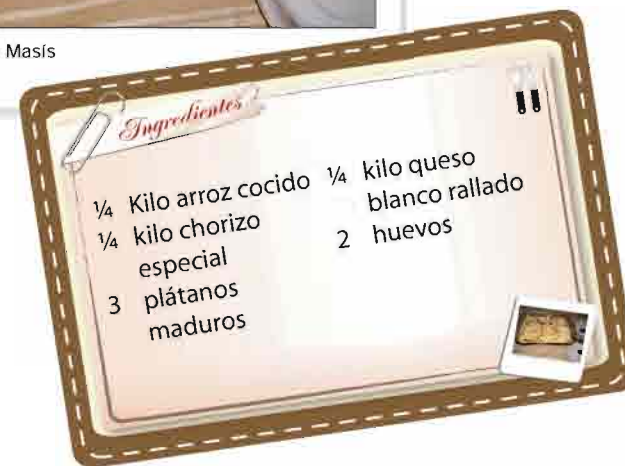 Masís
Ingredientes
¼ Kilo arroz cocido
¼ kilo chorizo
especial
3 plátanos
maduros
¼ kilo queso
blanco rallado
2 huevos